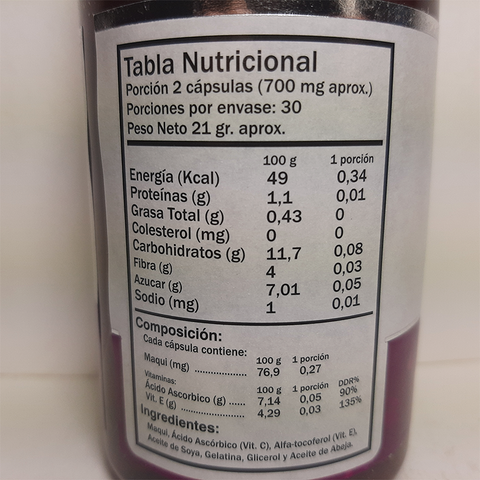 Tabla Nutricional
Porción 2 cápsulas (700 mg aprox.)
Porciones por envase: 30
Peso Neto 21 gr. aprox.
100 g 1 porción
Energía (Kcal) 49 0,34
Proteínas (g) 1,1 0,01
Grasa Total (g) 0,43 0
Colesterol (mg) 0 0
Carbohidratos (g) 11,7 0,08
Fibra (g) 4 0,03
Azucar (g) 7,01 0,05
Sodio (mg) 1 0,01
Composición:
Cada cápsula contiene:
100 g 1 porción
Maqui (mg) .................. 76,9 0,27
Vitaminas: 100 g 1 porción DDR%
Ácido Ascorbico (g) ...... 7,14 0,05 90%
Vit. E (g) ........................ 4,29 0,03 135%
Ingredientes:
Maqui, Ácido Ascórbico (Vit. C), Alfa-tocoferol (Vit. E),
Aceite de Soya, Gelatina, Glicerol y Aceite de Abeja.